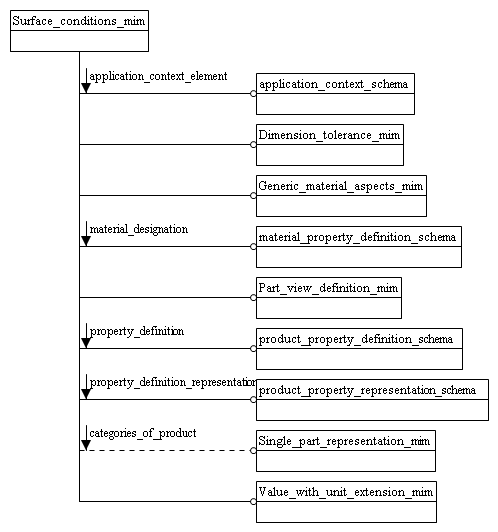 Surface_conditions_mim
application_context_element
application_context_schema
Dimension_tolerance_mim
Generic_material_aspects_mim
material_designation
material_property_definition_schema
Part_view_definition_mim
property_definition
product_property_definition_schema
property_definition_representation
product_property_representation_schema
categories_of_product
Single_part_representation_mim
Value_with_unit_extension_mim